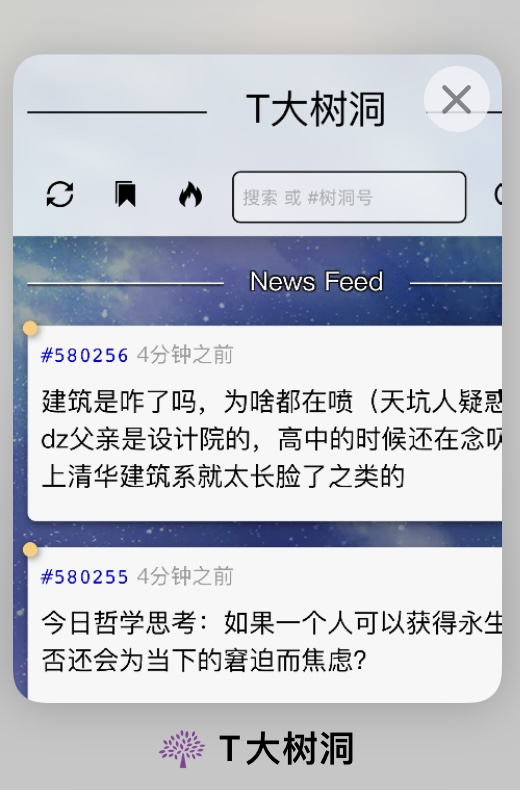 T大树洞
搜索 或 #树洞号
News Feed
#580256 4分钟之前
建筑是咋了吗，为啥都在喷（天坑人疑惑
dz父亲是设计院的，高中的时候还在念叨
上清华建筑系就太长脸了之类的
#580255 4分钟之前
今日哲学思考：如果一个人可以获得永生
否还会为当下的窘迫而焦虑？
T大树洞